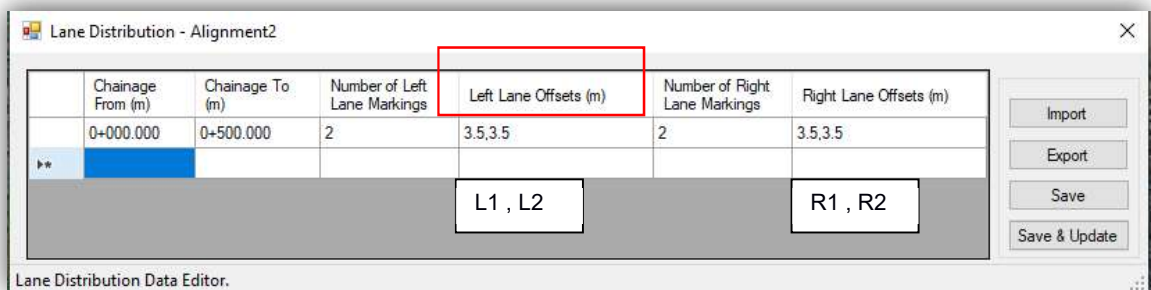 Lane Distribution - Alignment2
Chainage From (m)
Chainage To (m)
Number of Left Lane Markings
Left Lane Offsets (m)
Number of Right Lane Markings
Right Lane Offsets (m)
0+000.000 0+500.000 2 3.5,3.5 2 3.5,3.5
L1 , L2
R1 , R2
Import
Export
Save
Save & Update
Lane Distribution Data Editor.